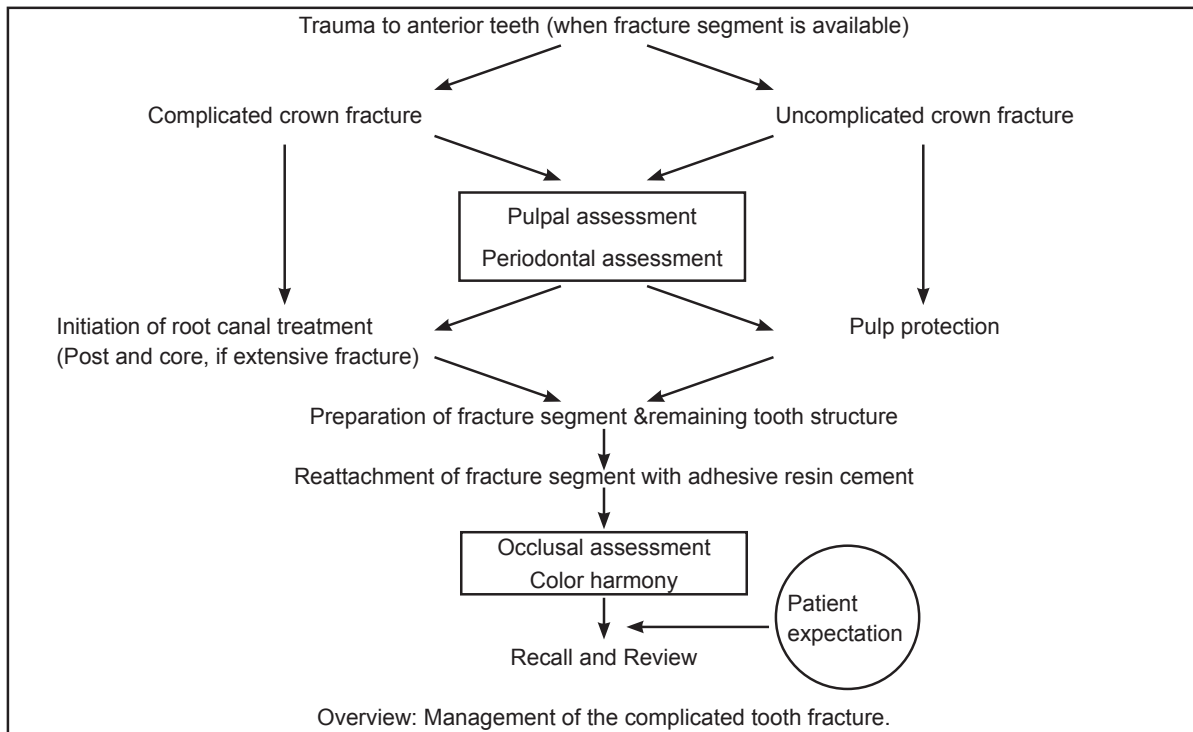 Trauma to anterior teeth (when fracture segment is available)
Complicated crown fracture
Uncomplicated crown fracture
Pulpal assessment
Periodontal assessment
Initiation of root canal treatment
(Post and core, if extensive fracture)
Pulp protection
Preparation of fracture segment &remaining tooth structure
Reattachment of fracture segment with adhesive resin cement
Occlusal assessment
Color harmony
Patient
expectation
Recall and Review
Overview: Management of the complicated tooth fracture.